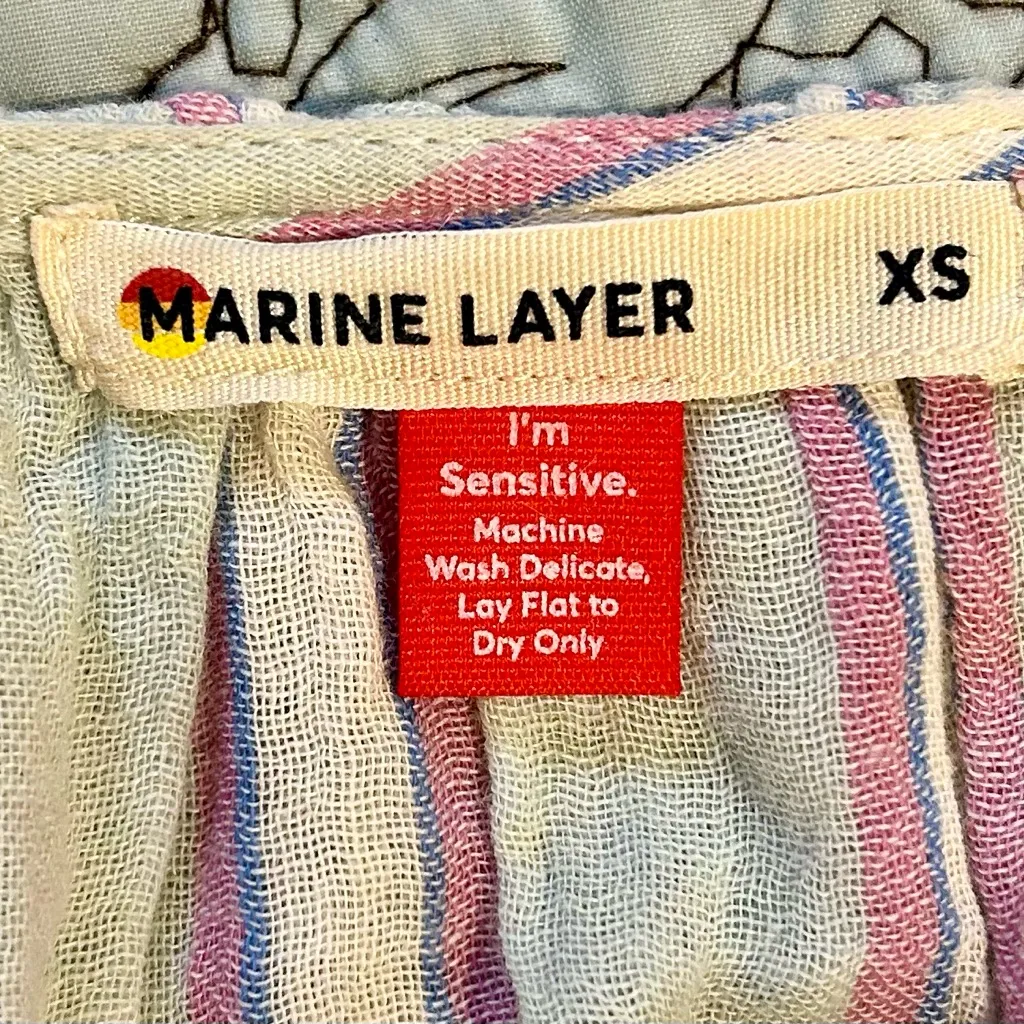 MARINE LAYER XS
I'm
Sensitive.
Machine
Wash Delicate,
Lay Flat to
Dry Only